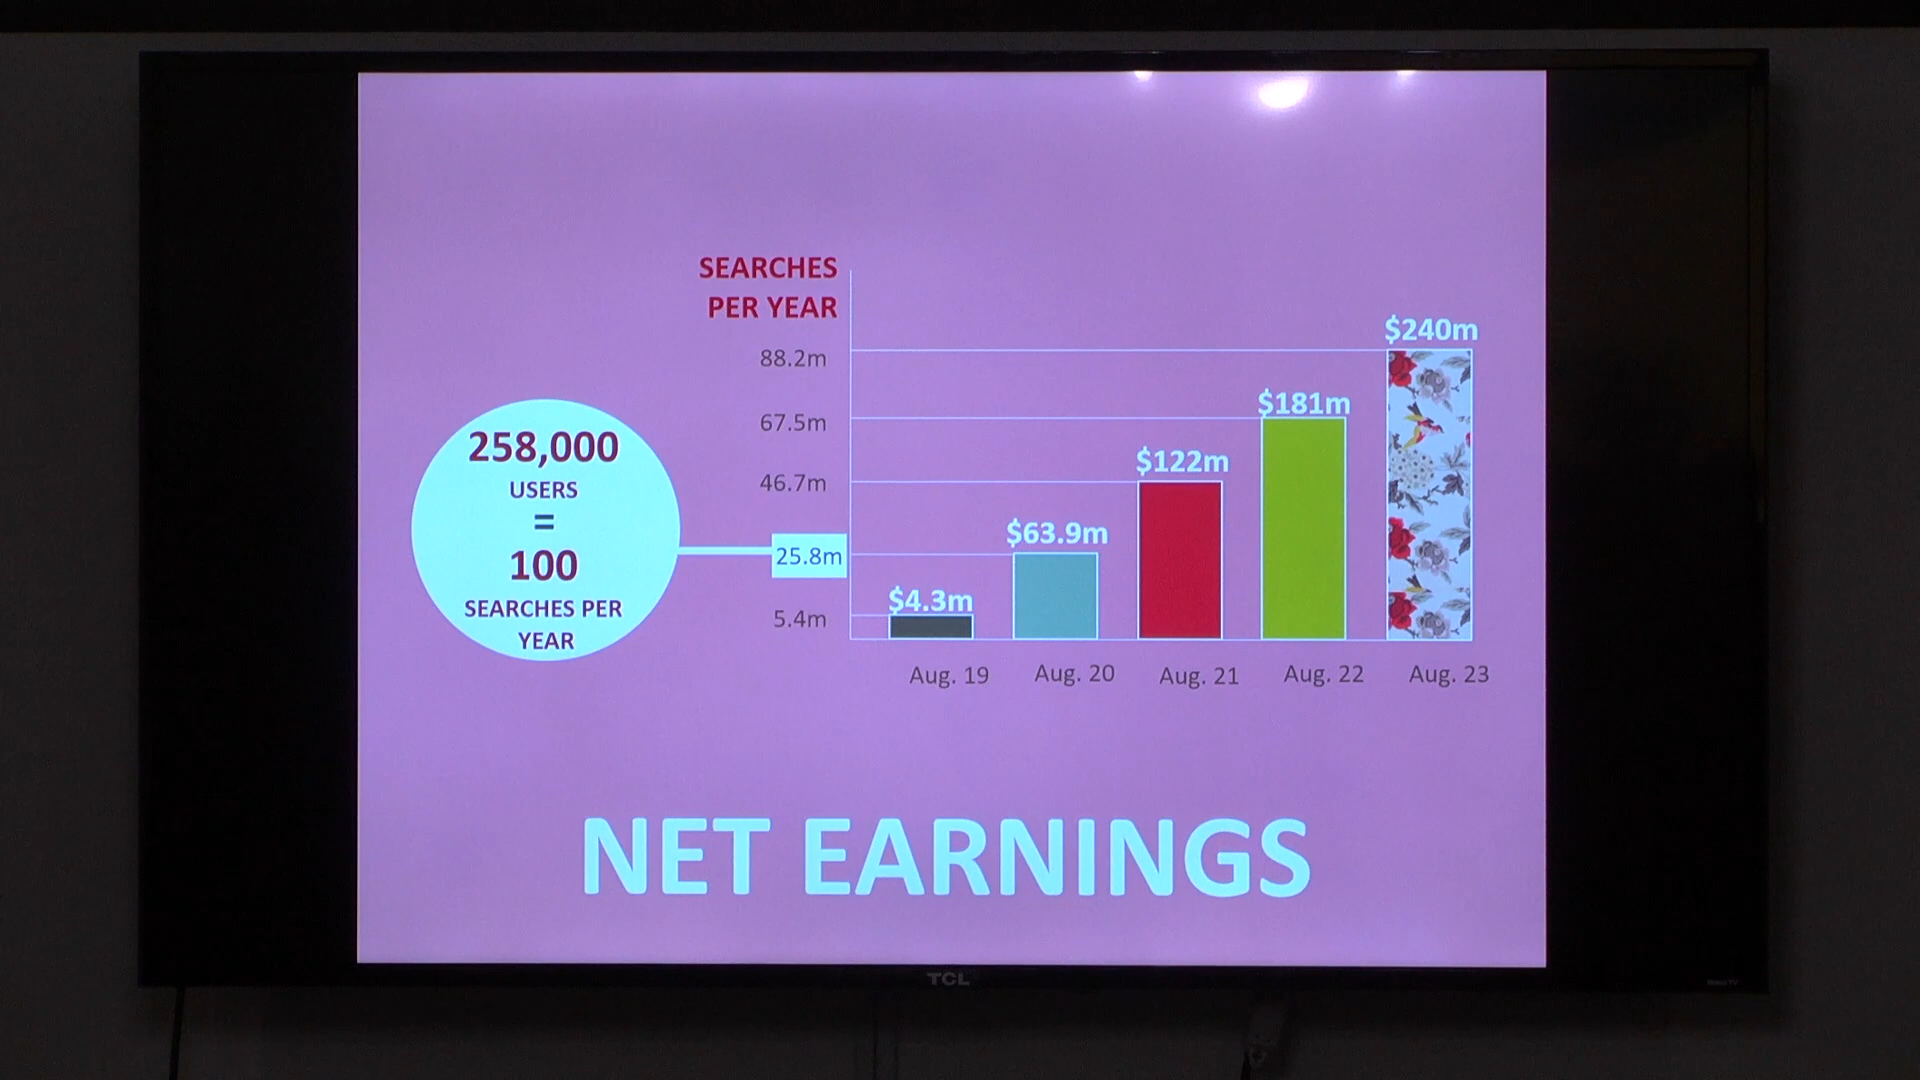 SEARCHES
PER YEAR
88.2m
67.5m
46.7m
25.8m
5.4m
$4.3m
$63.9m
$122m
$181m
$240m
Aug. 19
Aug. 20
Aug. 21
Aug. 22
Aug. 23
258,000
USERS
=
100
SEARCHES PER
YEAR
NET EARNINGS
TCL
Roku TV